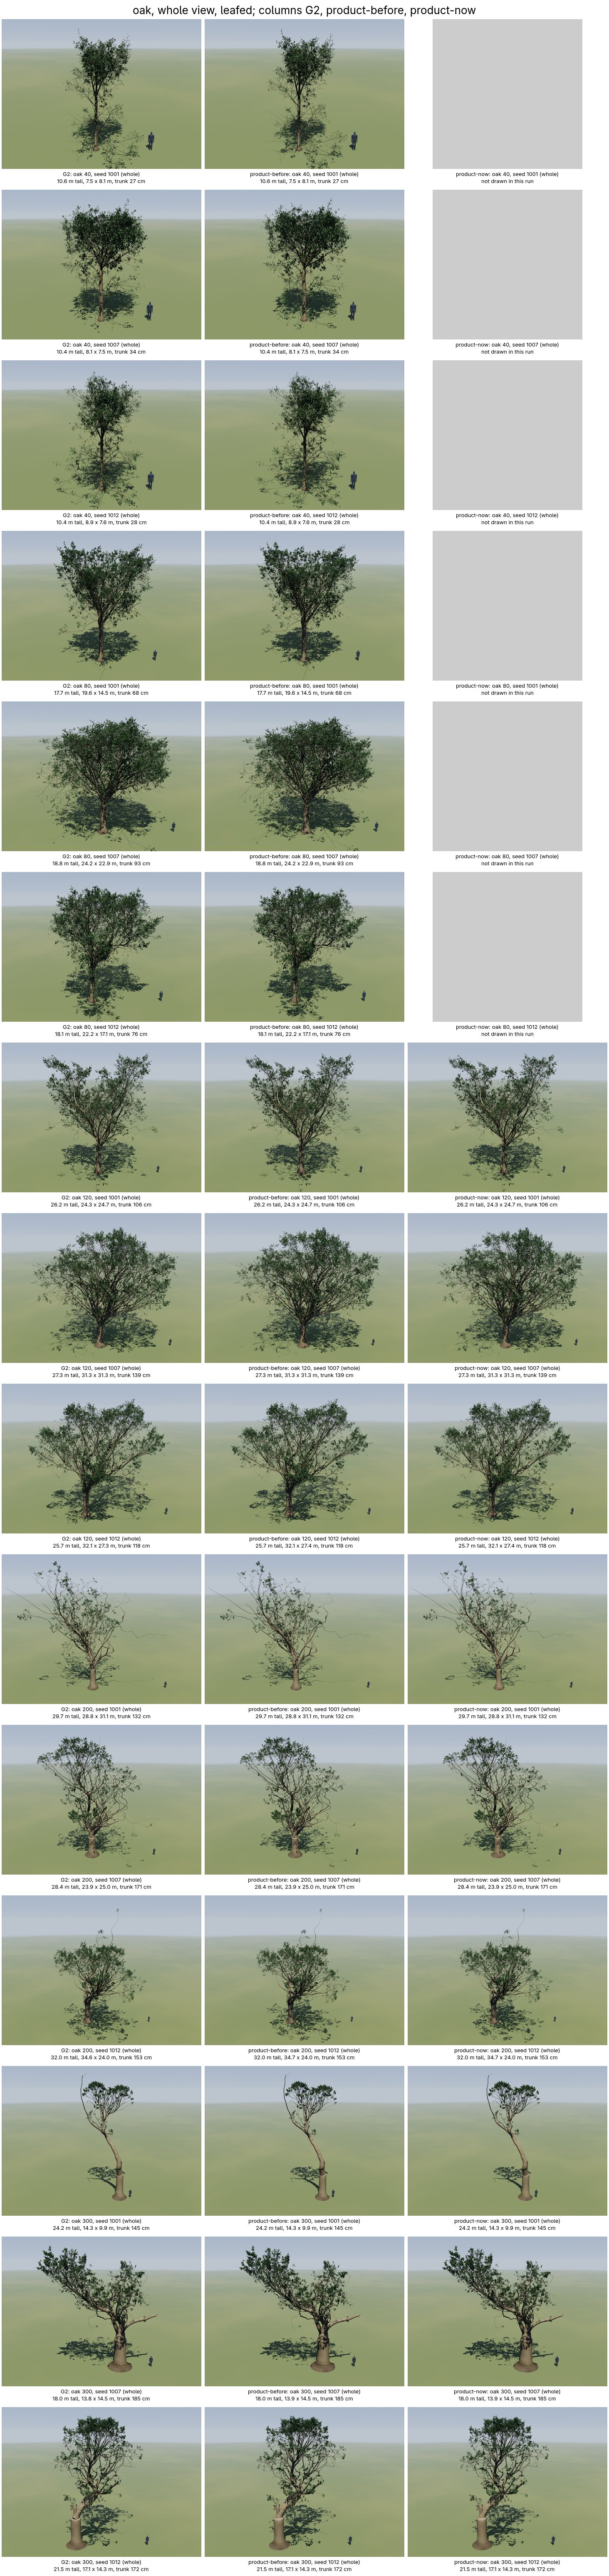 oak, whole view, leafed; columns G2, product-before, product-now
G2: oak 40, seed 1001 (whole)
10.6 m tall, 7.5 x 8.1 m, trunk 27 cm
product-before: oak 40, seed 1001 (whole)
10.6 m tall, 7.5 x 8.1 m, trunk 27 cm
product-now: oak 40, seed 1001 (whole)
not drawn in this run
G2: oak 40, seed 1007 (whole)
10.4 m tall, 8.1 x 7.5 m, trunk 34 cm
product-before: oak 40, seed 1007 (whole)
10.4 m tall, 8.1 x 7.5 m, trunk 34 cm
product-now: oak 40, seed 1007 (whole)
not drawn in this run
G2: oak 40, seed 1012 (whole)
10.4 m tall, 8.9 x 7.6 m, trunk 28 cm
product-before: oak 40, seed 1012 (whole)
10.4 m tall, 8.9 x 7.6 m, trunk 28 cm
product-now: oak 40, seed 1012 (whole)
not drawn in this run
G2: oak 80, seed 1001 (whole)
17.7 m tall, 19.6 x 14.5 m, trunk 68 cm
product-before: oak 80, seed 1001 (whole)
17.7 m tall, 19.6 x 14.5 m, trunk 68 cm
product-now: oak 80, seed 1001 (whole)
not drawn in this run
G2: oak 80, seed 1007 (whole)
18.8 m tall, 24.2 x 22.9 m, trunk 93 cm
product-before: oak 80, seed 1007 (whole)
18.8 m tall, 24.2 x 22.9 m, trunk 93 cm
product-now: oak 80, seed 1007 (whole)
not drawn in this run
G2: oak 80, seed 1012 (whole)
18.1 m tall, 22.2 x 17.1 m, trunk 76 cm
product-before: oak 80, seed 1012 (whole)
18.1 m tall, 22.2 x 17.1 m, trunk 76 cm
product-now: oak 80, seed 1012 (whole)
not drawn in this run
G2: oak 120, seed 1001 (whole)
26.2 m tall, 24.3 x 24.7 m, trunk 106 cm
product-before: oak 120, seed 1001 (whole)
26.2 m tall, 24.3 x 24.7 m, trunk 106 cm
product-now: oak 120, seed 1001 (whole)
26.2 m tall, 24.3 x 24.7 m, trunk 106 cm
G2: oak 120, seed 1007 (whole)
27.3 m tall, 31.3 x 31.3 m, trunk 139 cm
product-before: oak 120, seed 1007 (whole)
27.3 m tall, 31.3 x 31.3 m, trunk 139 cm
product-now: oak 120, seed 1007 (whole)
27.3 m tall, 31.3 x 31.3 m, trunk 139 cm
G2: oak 120, seed 1012 (whole)
25.7 m tall, 32.1 x 27.3 m, trunk 118 cm
product-before: oak 120, seed 1012 (whole)
25.7 m tall, 32.1 x 27.4 m, trunk 118 cm
product-now: oak 120, seed 1012 (whole)
25.7 m tall, 32.1 x 27.4 m, trunk 118 cm
G2: oak 200, seed 1001 (whole)
29.7 m tall, 28.8 x 31.1 m, trunk 132 cm
product-before: oak 200, seed 1001 (whole)
29.7 m tall, 28.8 x 31.1 m, trunk 132 cm
product-now: oak 200, seed 1001 (whole)
29.7 m tall, 28.8 x 31.1 m, trunk 132 cm
G2: oak 200, seed 1007 (whole)
28.4 m tall, 23.9 x 25.0 m, trunk 171 cm
product-before: oak 200, seed 1007 (whole)
28.4 m tall, 23.9 x 25.0 m, trunk 171 cm
product-now: oak 200, seed 1007 (whole)
28.4 m tall, 23.9 x 25.0 m, trunk 171 cm
G2: oak 200, seed 1012 (whole)
32.0 m tall, 34.6 x 24.0 m, trunk 153 cm
product-before: oak 200, seed 1012 (whole)
32.0 m tall, 34.7 x 24.0 m, trunk 153 cm
product-now: oak 200, seed 1012 (whole)
32.0 m tall, 34.7 x 24.0 m, trunk 153 cm
G2: oak 300, seed 1001 (whole)
24.2 m tall, 14.3 x 9.9 m, trunk 145 cm
product-before: oak 300, seed 1001 (whole)
24.2 m tall, 14.3 x 9.9 m, trunk 145 cm
product-now: oak 300, seed 1001 (whole)
24.2 m tall, 14.3 x 9.9 m, trunk 145 cm
G2: oak 300, seed 1007 (whole)
18.0 m tall, 13.8 x 14.5 m, trunk 185 cm
product-before: oak 300, seed 1007 (whole)
18.0 m tall, 13.9 x 14.5 m, trunk 185 cm
product-now: oak 300, seed 1007 (whole)
18.0 m tall, 13.9 x 14.5 m, trunk 185 cm
G2: oak 300, seed 1012 (whole)
21.5 m tall, 17.1 x 14.3 m, trunk 172 cm
product-before: oak 300, seed 1012 (whole)
21.5 m tall, 17.1 x 14.3 m, trunk 172 cm
product-now: oak 300, seed 1012 (whole)
21.5 m tall, 17.1 x 14.3 m, trunk 172 cm